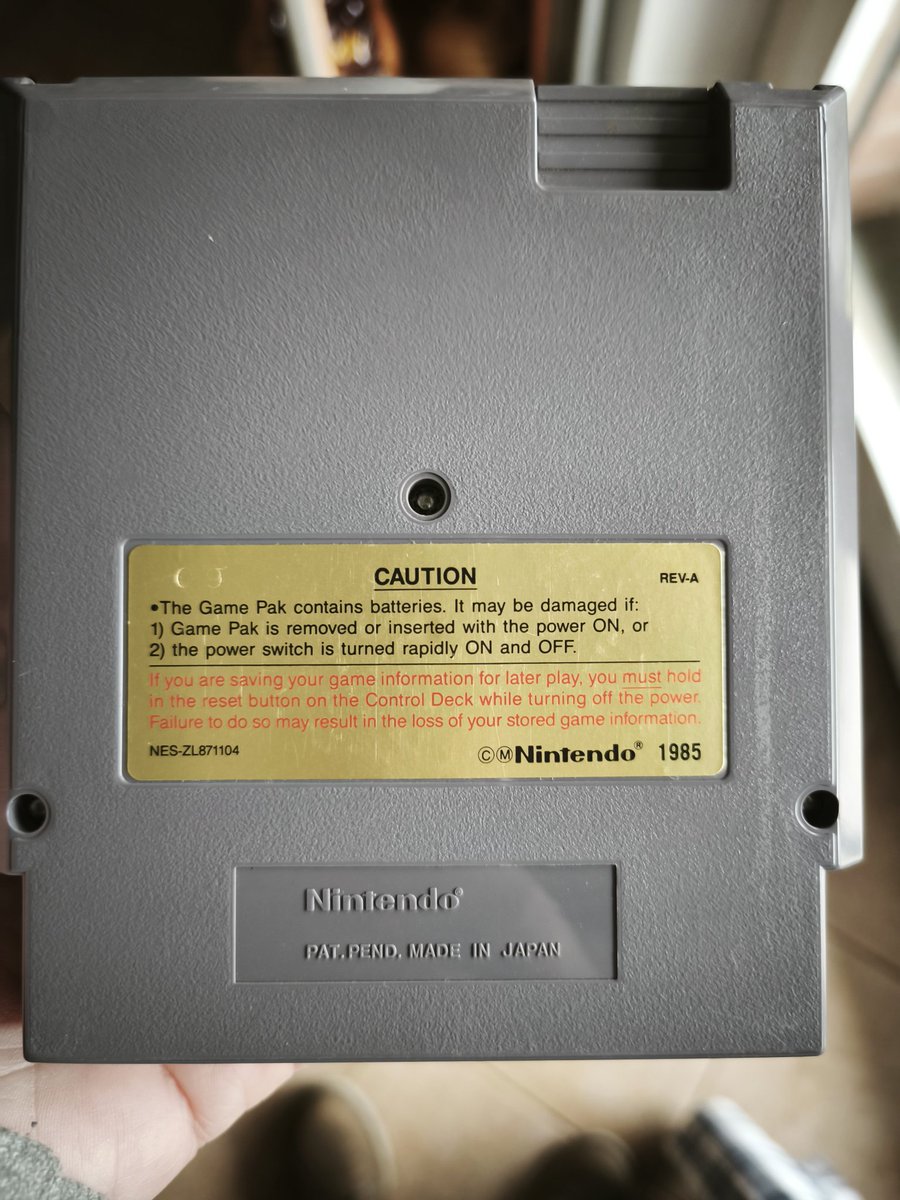 CAUTION
REV-A
•The Game Pak contains batteries. It may be damaged if:
1) Game Pak is removed or inserted with the power ON, or
2) the power switch is turned rapidly ON and OFF.
If you are saving your game information for later play, you must hold
in the reset button on the Control Deck while turning off the power.
Failure to do so may result in the loss of your stored game information.
NES-ZL871104
ⒸⓂNintendo® 1985
Nintendo®
PAT.PEND. MADE IN JAPAN